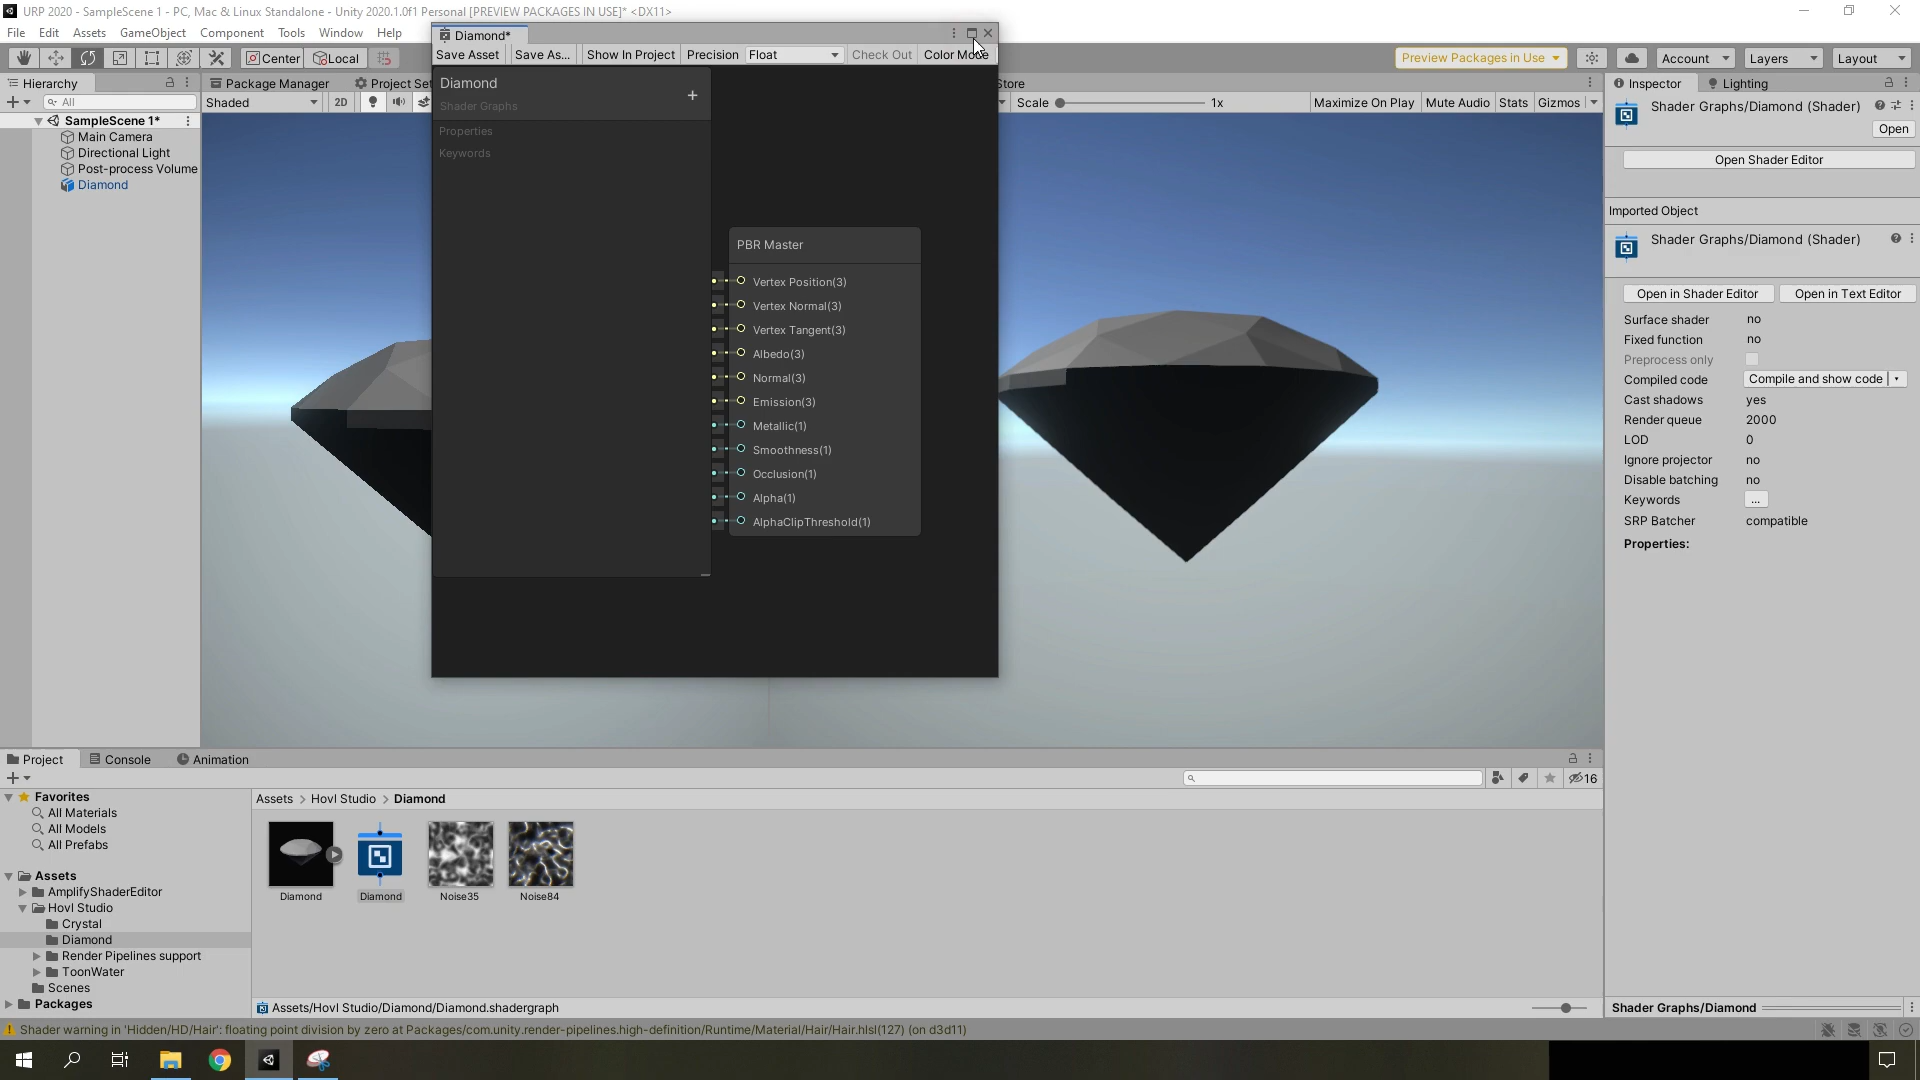 URP 2020 - SampleScene 1 - PC, Mac & Linux Standalone - Unity 2020.1.0f1 Personal [PREVIEW PACKAGES IN USE]* <DX11>
File Edit Assets GameObject Component Tools Window Help
Center Local
Preview Packages in Use
Account
Layers
Layout
Hierarchy
All
SampleScene 1*
Main Camera
Directional Light
Post-process Volume
Diamond
Package Manager
Project Set
Shaded
2D
Diamond*
Save Asset
Save As...
Show In Project
Precision
Float
Check Out
Color Mode
Diamond
Shader Graphs
+
Properties
Keywords
PBR Master
Vertex Position(3)
Vertex Normal(3)
Vertex Tangent(3)
Albedo(3)
Normal(3)
Emission(3)
Metallic(1)
Smoothness(1)
Occlusion(1)
Alpha(1)
AlphaClipThreshold(1)
Store
Scale 1x
Maximize On Play
Mute Audio
Stats
Gizmos
Inspector
Lighting
Shader Graphs/Diamond (Shader)
Open
Open Shader Editor
Imported Object
Shader Graphs/Diamond (Shader)
Open in Shader Editor
Open in Text Editor
Surface shader no
Fixed function no
Preprocess only
Compiled code Compile and show code
Cast shadows yes
Render queue 2000
LOD 0
Ignore projector no
Disable batching no
Keywords ...
SRP Batcher compatible
Properties:
Project
Console
Animation
16
Favorites
All Materials
All Models
All Prefabs
Assets
AmplifyShaderEditor
Hovl Studio
Crystal
Diamond
Render Pipelines support
ToonWater
Scenes
Packages
Assets > Hovl Studio > Diamond
Diamond
Diamond
Noise35
Noise84
Assets/Hovl Studio/Diamond/Diamond.shadergraph
Shader Graphs/Diamond
Shader warning in 'Hidden/HD/Hair': floating point division by zero at Packages/com.unity.render-pipelines.high-definition/Runtime/Material/Hair/Hair.hlsl(127) (on d3d11)